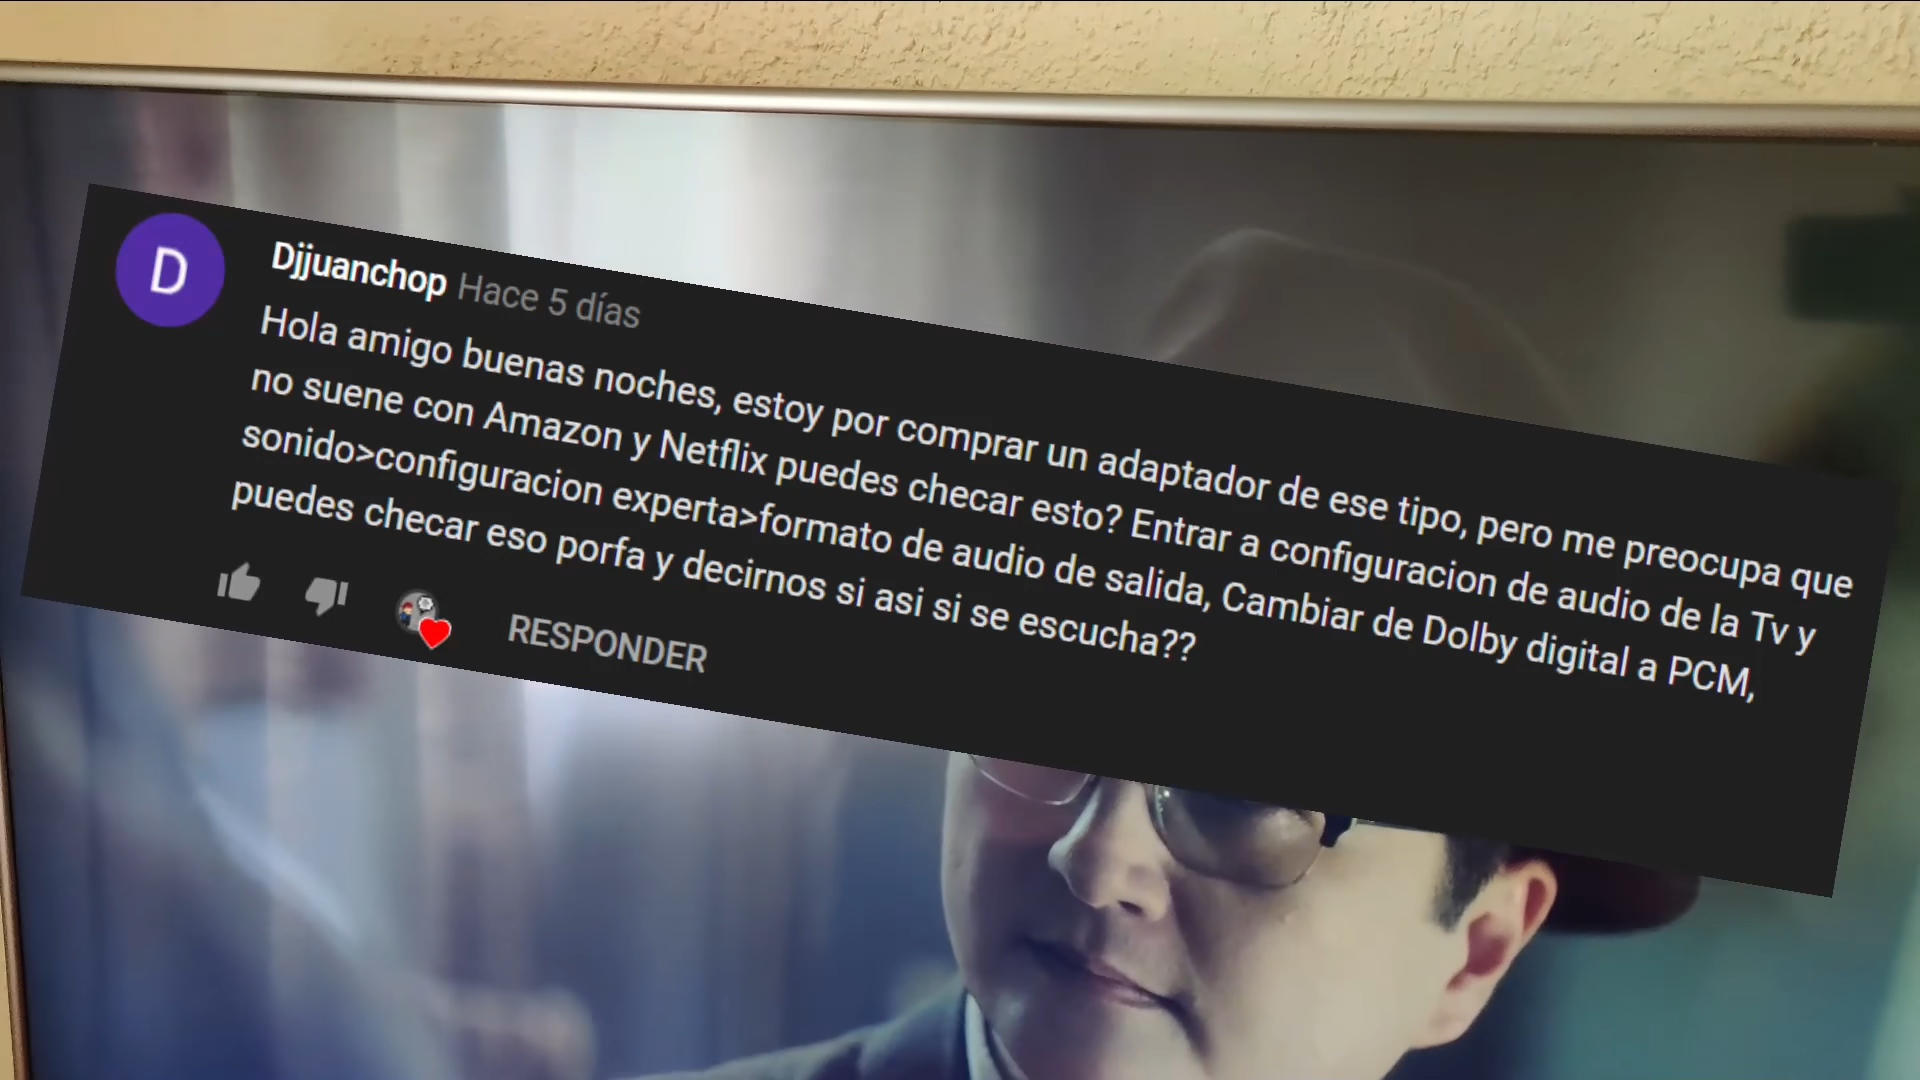 Djjuanchop Hace 5 días
Hola amigo buenas noches, estoy por comprar un adaptador de ese tipo, pero me preocupa que
no suene con Amazon y Netflix puedes checar esto? Entrar a configuracion de audio de la Tv y
sonido>configuracion experta>formato de audio de salida, Cambiar de Dolby digital a PCM,
puedes checar eso porfa y decirnos si asi si se escucha??
RESPONDER
D